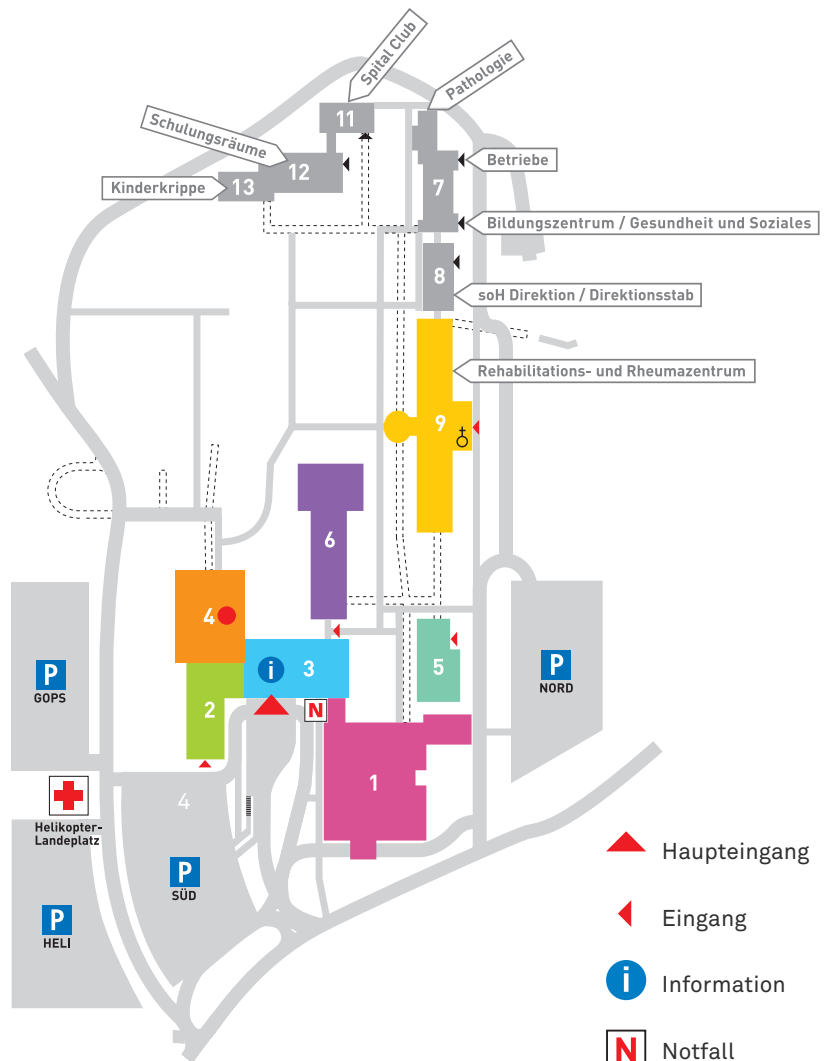 Spital Club
Pathologie
11
Schulungsräume
12
Betriebe
Kinderkrippe
13
7
Bildungszentrum / Gesundheit und Soziales
8
soH Direktion / Direktionsstab
Rehabilitations- und Rheumazentrum
9
6
4
i
3
5
P
GOPS
P
NORD
2
N
1
4
Helikopter-
Landeplatz
P
SÜD
P
HELI
Haupteingang
Eingang
i Information
N Notfall